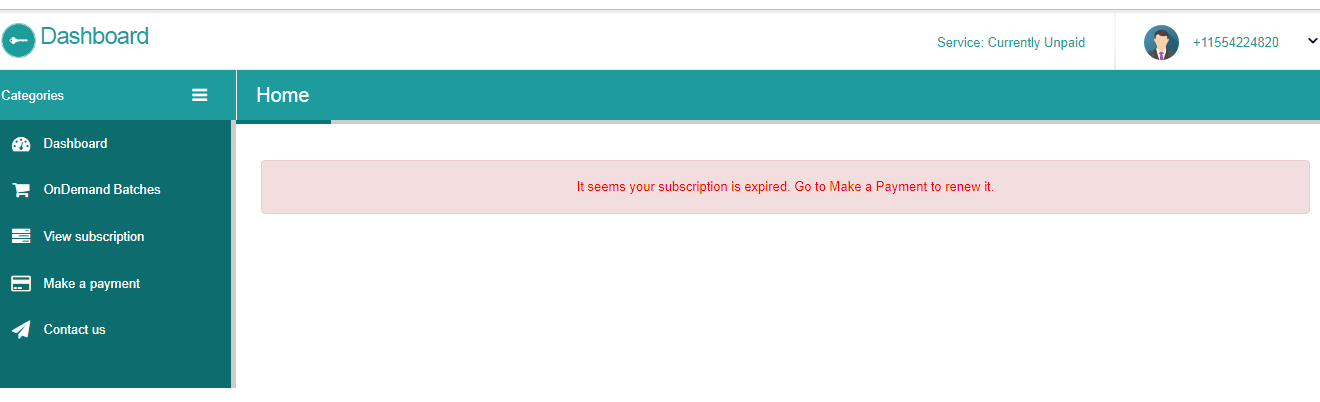 Dashboard
Service: Currently Unpaid
+11554224820
Categories
Home
Dashboard
OnDemand Batches
View subscription
Make a payment
Contact us
It seems your subscription is expired. Go to Make a Payment to renew it.